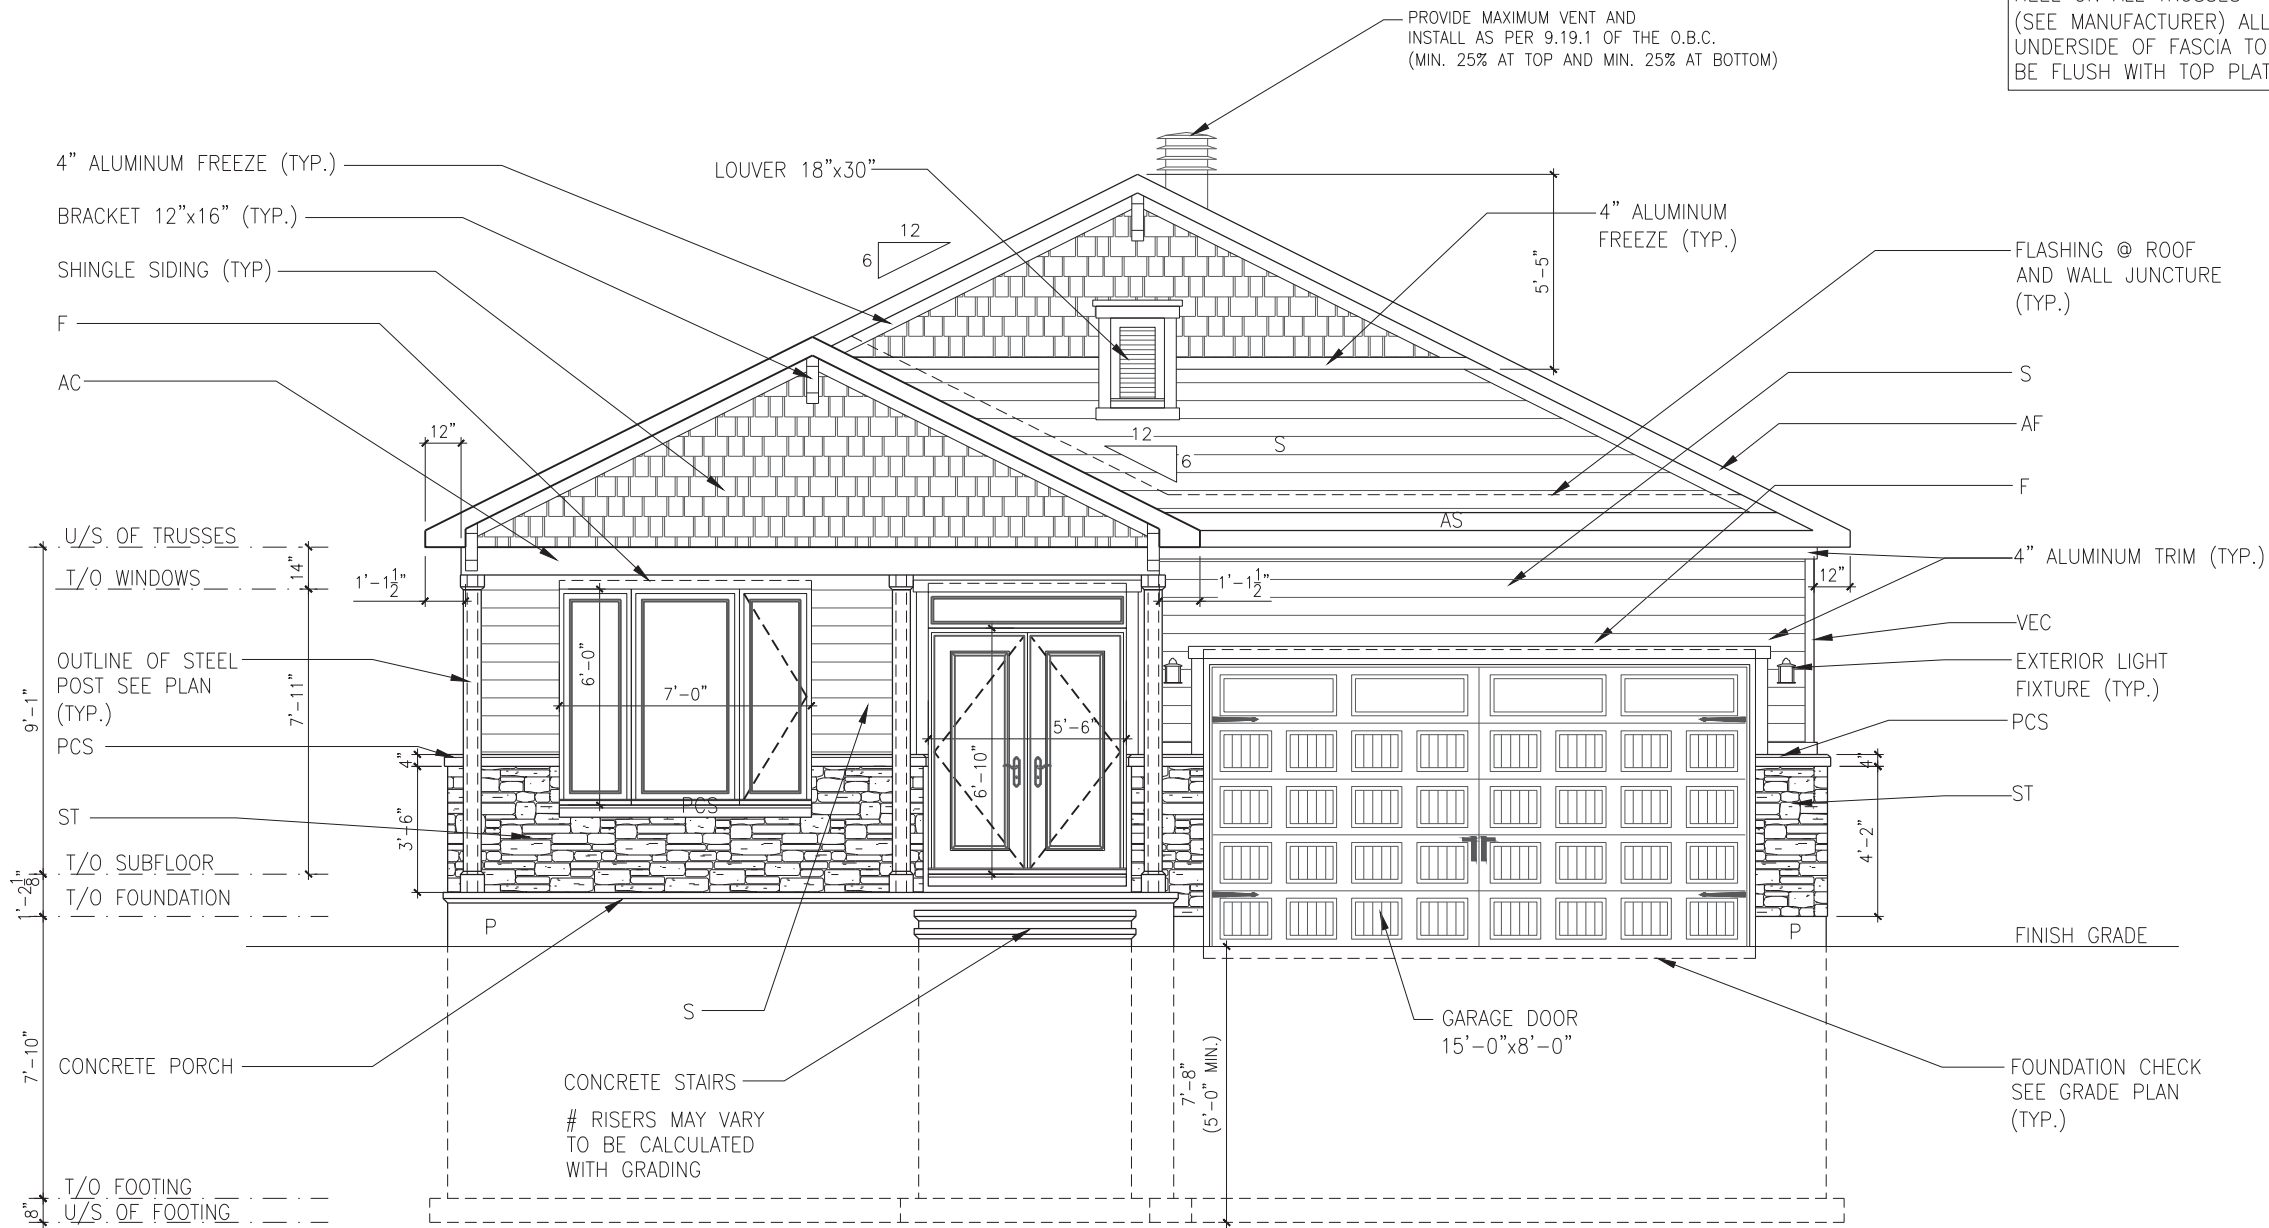 PROVIDE MAXIMUM VENT AND
INSTALL AS PER 9.19.1 OF THE O.B.C.
(MIN. 25% AT TOP AND MIN. 25% AT BOTTOM)
(SEE MANUFACTURER) ALL
UNDERSIDE OF FASCIA TO
BE FLUSH WITH TOP PLAT
4" ALUMINUM FREEZE (TYP.)
BRACKET 12"x16" (TYP.)
SHINGLE SIDING (TYP)
F
AC
LOUVER 18"x30"
12
6
4" ALUMINUM
FREEZE (TYP.)
5'-5"
FLASHING @ ROOF
AND WALL JUNCTURE
(TYP.)
S
AF
F
12"
12
6
S
AS
U/S OF TRUSSES
T/O WINDOWS
14"
1'-1 1/2"
1'-1 1/2"
12"
4" ALUMINUM TRIM (TYP.)
VEC
EXTERIOR LIGHT
FIXTURE (TYP.)
PCS
ST
OUTLINE OF STEEL
POST SEE PLAN
(TYP.)
PCS
ST
9'-1"
7'-11"
4"
3'-6"
6'-0"
7'-0"
PCS
5'-6"
6'-10"
4"
4'-2"
T/O SUBFLOOR
T/O FOUNDATION
1'-2 1/8"
P
P
FINISH GRADE
S
7'-10"
CONCRETE PORCH
CONCRETE STAIRS
# RISERS MAY VARY
TO BE CALCULATED
WITH GRADING
7'-8"
(5'-0" MIN.)
GARAGE DOOR
15'-0"x8'-0"
FOUNDATION CHECK
SEE GRADE PLAN
(TYP.)
T/O FOOTING
U/S OF FOOTING
8"